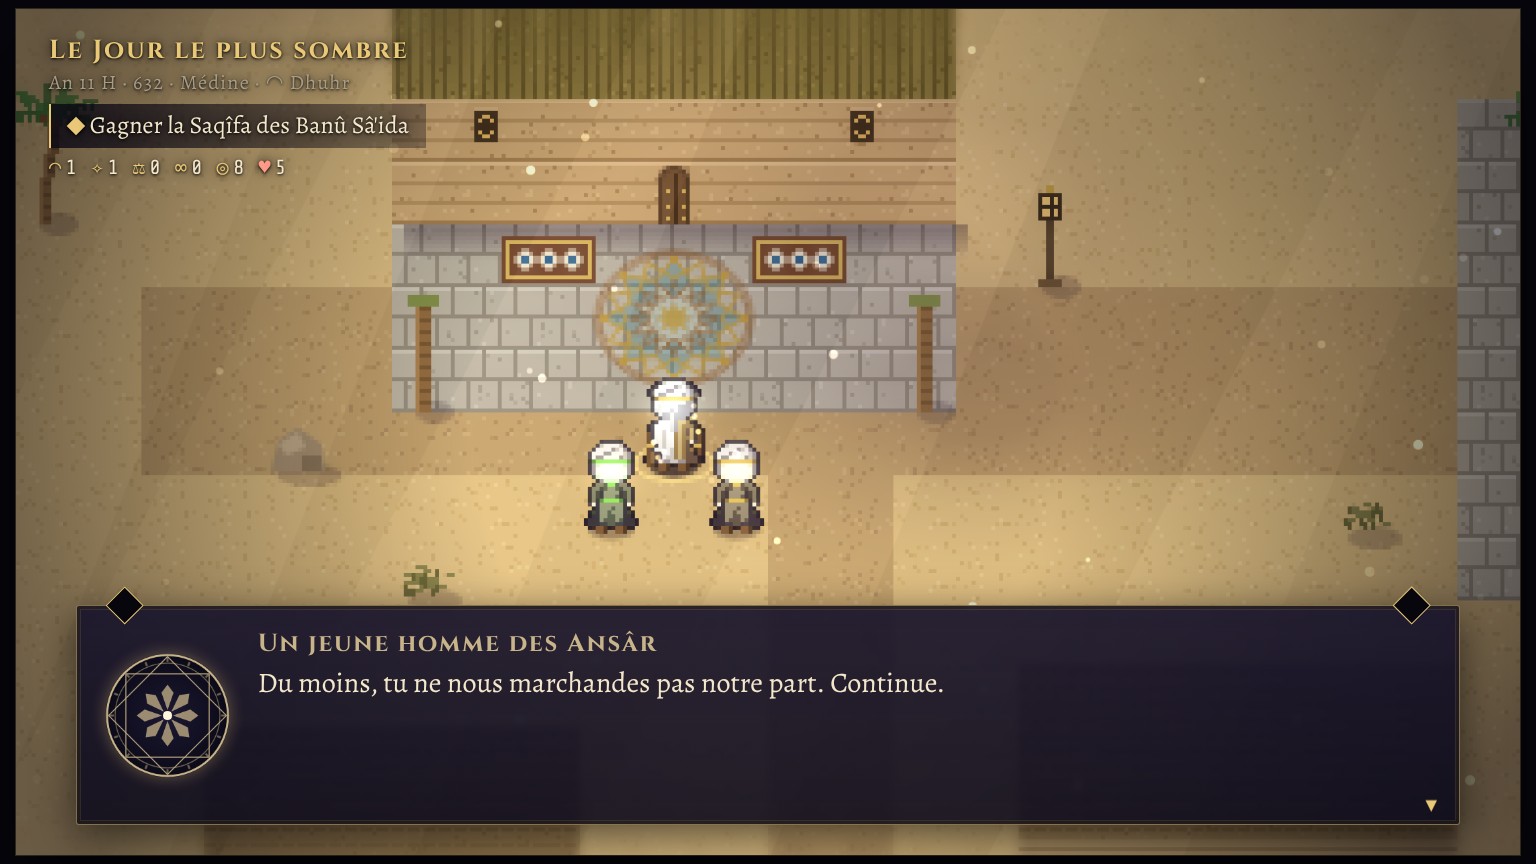 Le Jour le plus sombre
An 11 H · 632 · Médine · ◠ Dhuhr
◆ Gagner la Saqîfa des Banû Sâ'ida
◠1 ✧1 ⚖0 ∞0 ◎8 ♥5
Un jeune homme des Ansâr
Du moins, tu ne nous marchandes pas notre part. Continue.